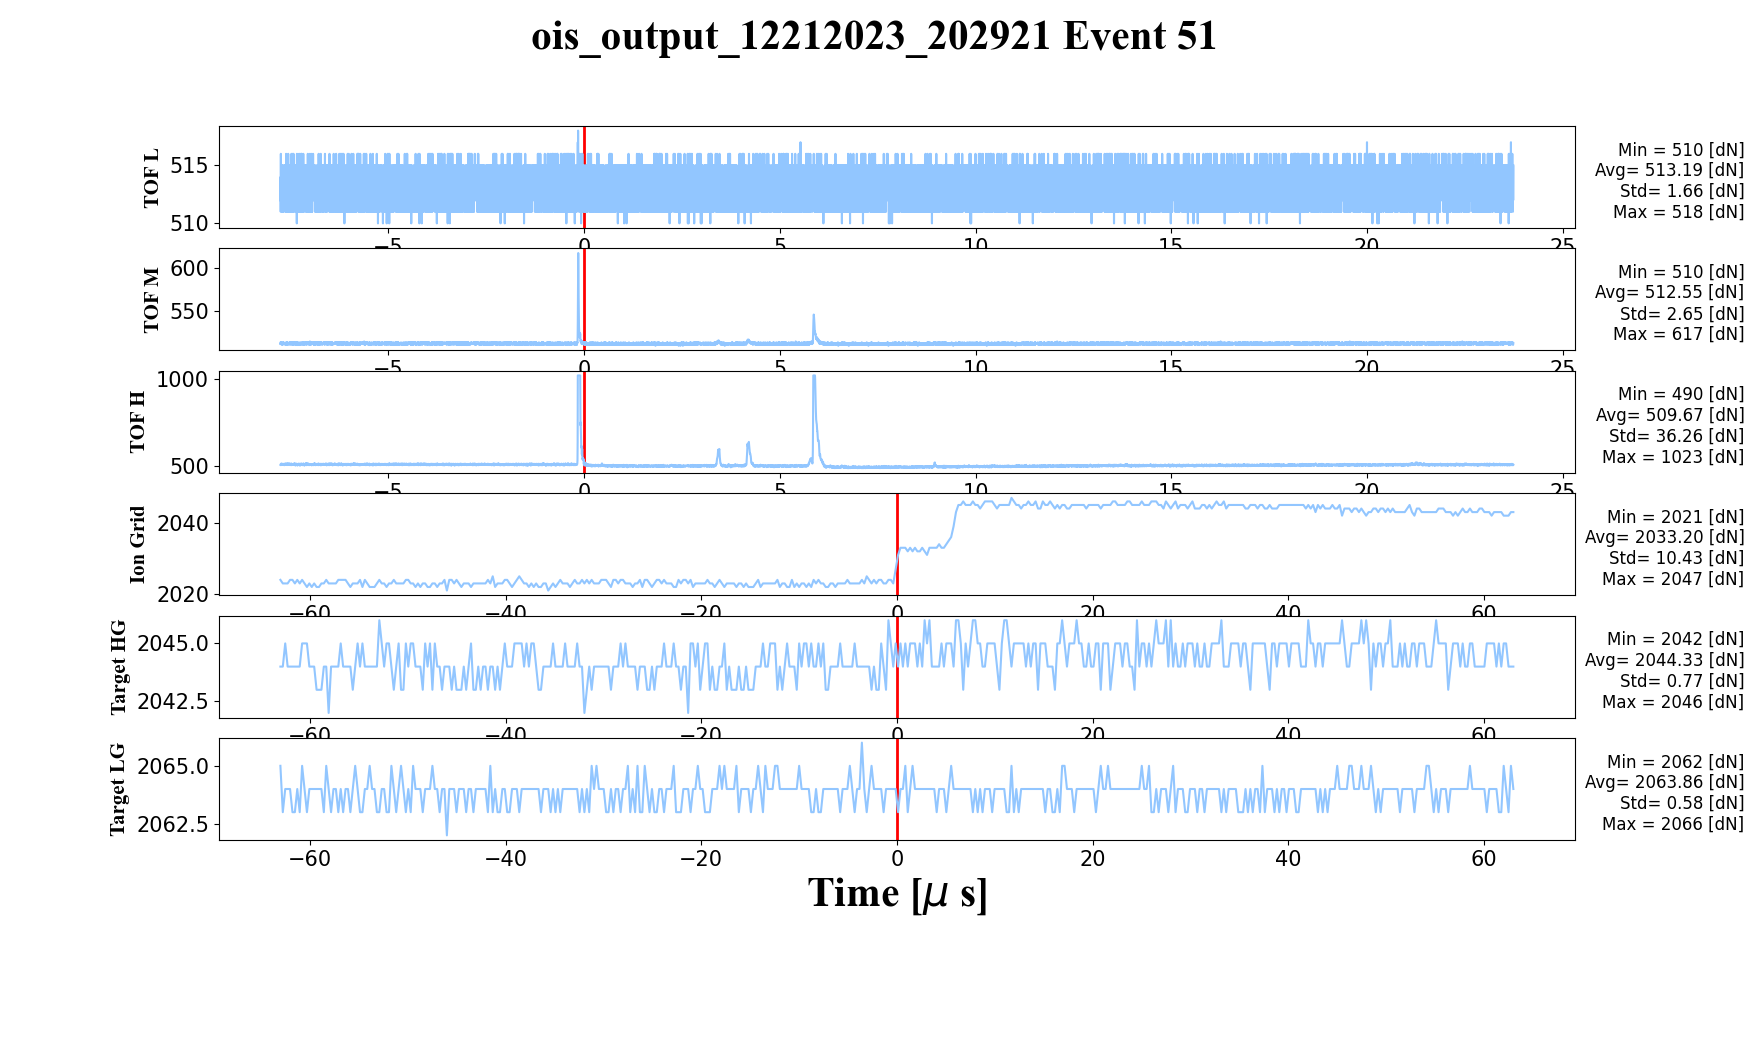 ois_output_12212023_202921 Event 51
TOF L
515
510
−5
0
5
10
15
20
25
Min = 510 [dN]
Avg= 513.19 [dN]
Std= 1.66 [dN]
Max = 518 [dN]
TOF M
600
550
−5
0
5
10
15
20
25
Min = 510 [dN]
Avg= 512.55 [dN]
Std= 2.65 [dN]
Max = 617 [dN]
TOF H
1000
500
−5
0
5
10
15
20
25
Min = 490 [dN]
Avg= 509.67 [dN]
Std= 36.26 [dN]
Max = 1023 [dN]
Ion Grid
2040
2020
−60
−40
−20
0
20
40
60
Min = 2021 [dN]
Avg= 2033.20 [dN]
Std= 10.43 [dN]
Max = 2047 [dN]
Target HG
2045.0
2042.5
−60
−40
−20
0
20
40
60
Min = 2042 [dN]
Avg= 2044.33 [dN]
Std= 0.77 [dN]
Max = 2046 [dN]
Target LG
2065.0
2062.5
−60
−40
−20
0
20
40
60
Min = 2062 [dN]
Avg= 2063.86 [dN]
Std= 0.58 [dN]
Max = 2066 [dN]
Time [μ s]